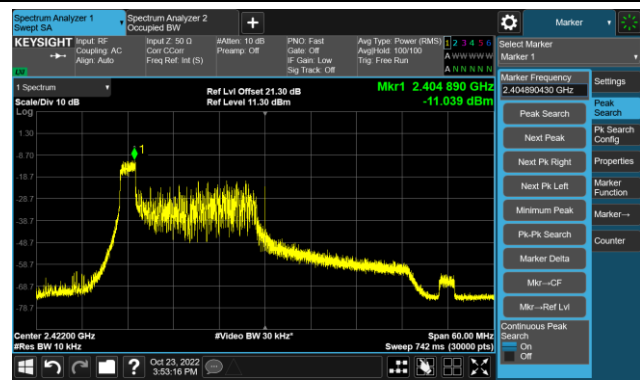 Spectrum Analyzer 1
Swept SA
Spectrum Analyzer 2
Occupied BW
+
Marker
KEYSIGHT
Input: RF
Coupling: AC
Align: Auto
Input Z: 50 Ω
Corr CCorr
Freq Ref: Int (S)
#Atten: 10 dB
Preamp: Off
PNO: Fast
Gate: Off
IF Gain: Low
Sig Track: Off
Avg Type: Power (RMS)
Avg|Hold: 100/100
Trig: Free Run
1 2 3 4 5 6
A W W W W W
A N N N N N
LW
Select Marker
Marker 1
1 Spectrum
Scale/Div 10 dB
Log
Ref Lvl Offset 21.30 dB
Ref Level 11.30 dBm
Mkr1 2.404 890 GHz
-11.039 dBm
1
1.30
-8.70
-18.7
-28.7
-38.7
-48.7
-58.7
-68.7
-78.7
Center 2.42200 GHz
#Res BW 10 kHz
#Video BW 30 kHz*
Span 60.00 MHz
Sweep 742 ms (30000 pts)
Marker Frequency
2.404890430 GHz
Peak Search
Next Peak
Next Pk Right
Next Pk Left
Minimum Peak
Pk-Pk Search
Marker Delta
Mkr→CF
Mkr→Ref Lvl
Continuous Peak
Search
On
Off
Settings
Peak
Search
Pk Search
Config
Properties
Marker
Function
Marker→
Counter
?
Oct 23, 2022
3:53:16 PM